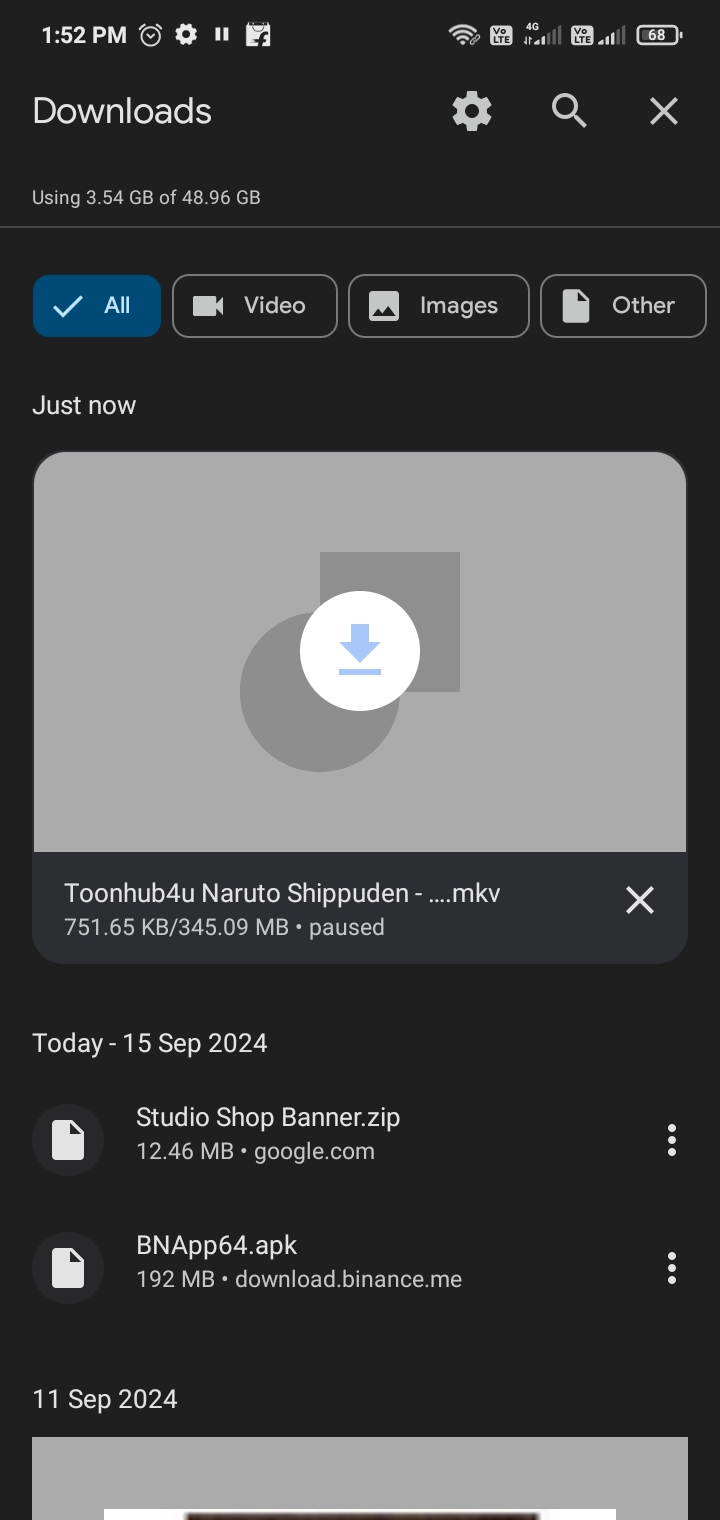 1:52 PM
Vo LTE
4G
Vo LTE
68
Downloads
Using 3.54 GB of 48.96 GB
All
Video
Images
Other
Just now
Toonhub4u Naruto Shippuden - ....mkv
751.65 KB/345.09 MB • paused
Today - 15 Sep 2024
Studio Shop Banner.zip
12.46 MB • google.com
BNApp64.apk
192 MB • download.binance.me
11 Sep 2024